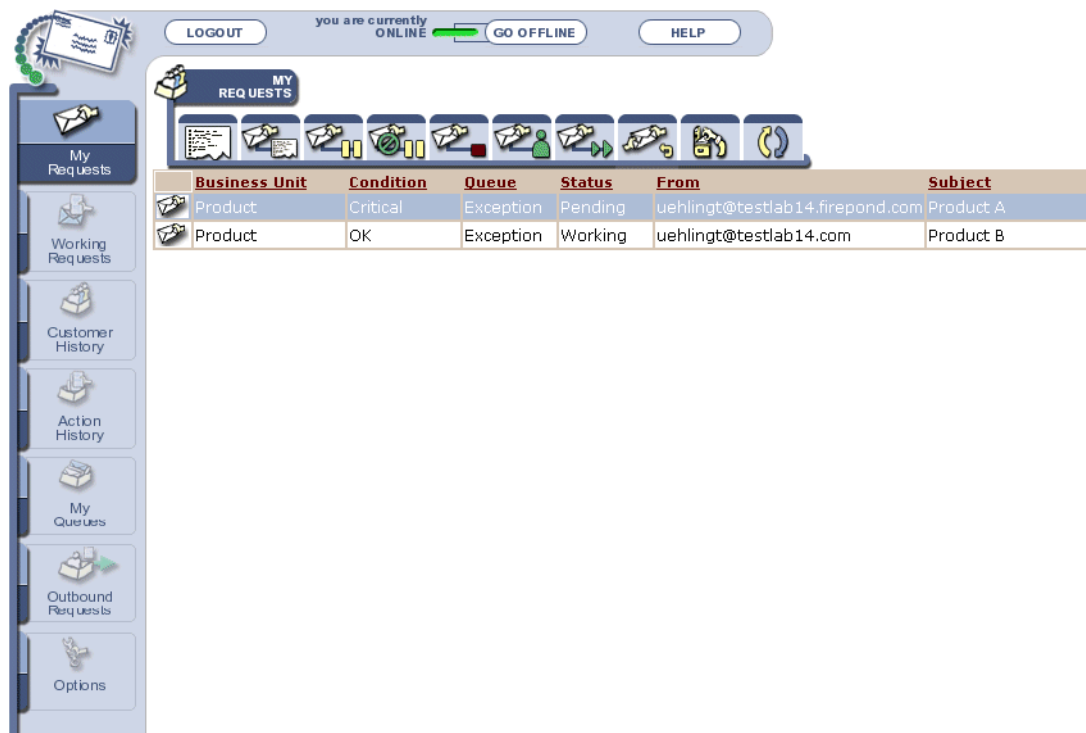 LOGOUT
you are currently
ONLINE
GO OFFLINE
HELP
MY
REQUESTS
My
Requests
Working
Requests
Customer
History
Action
History
My
Queues
Outbound
Requests
Options
Business Unit Condition Queue Status From Subject
Product Critical Exception Pending uehlingt@testlab14.firepond.com Product A
Product OK Exception Working uehlingt@testlab14.com Product B